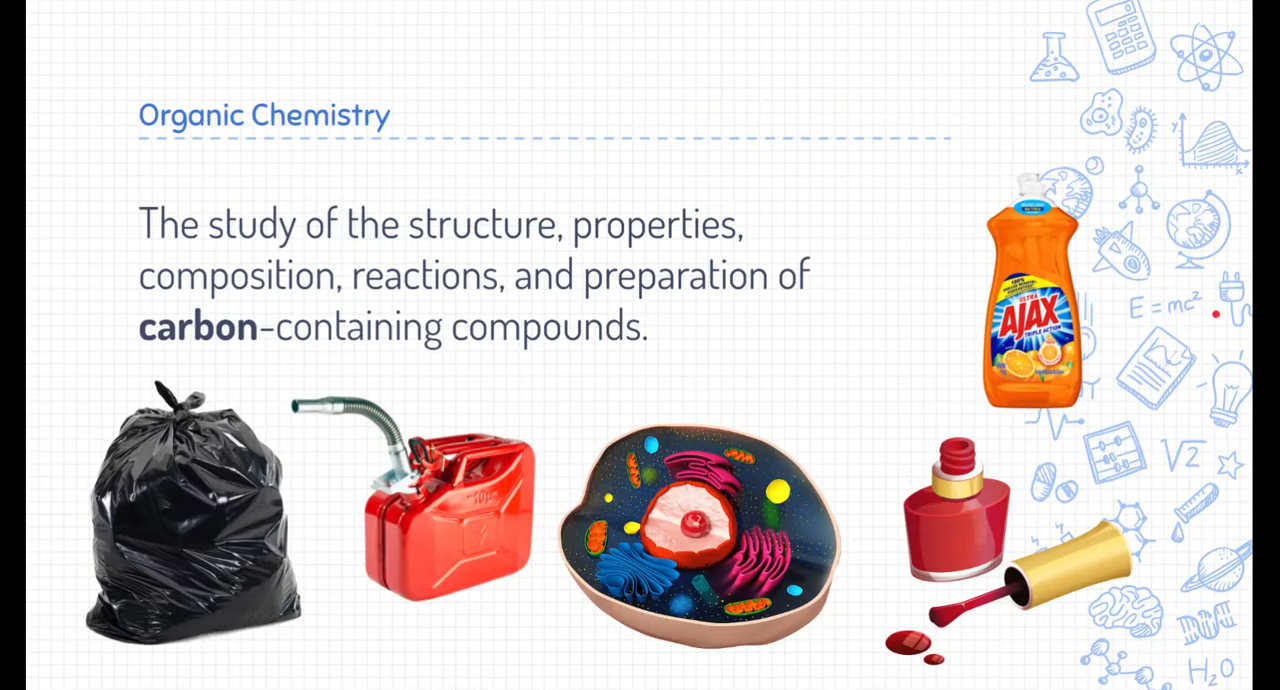 Organic Chemistry
The study of the structure, properties,
composition, reactions, and preparation of
carbon-containing compounds.
ULTRA
AJAX
TRIPLE ACTION
E = mc²
√2
H₂O